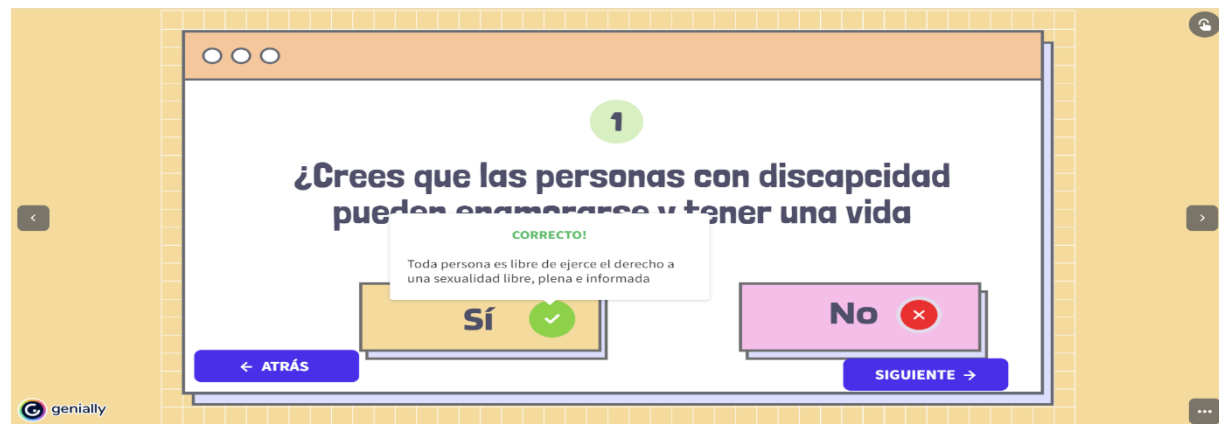 1
¿Crees que las personas con discapcidad
pueden enamorarse y tener una vida
CORRECTO!
Toda persona es libre de ejerce el derecho a
una sexualidad libre, plena e informada
Sí
No
← ATRÁS
SIGUIENTE →
genially